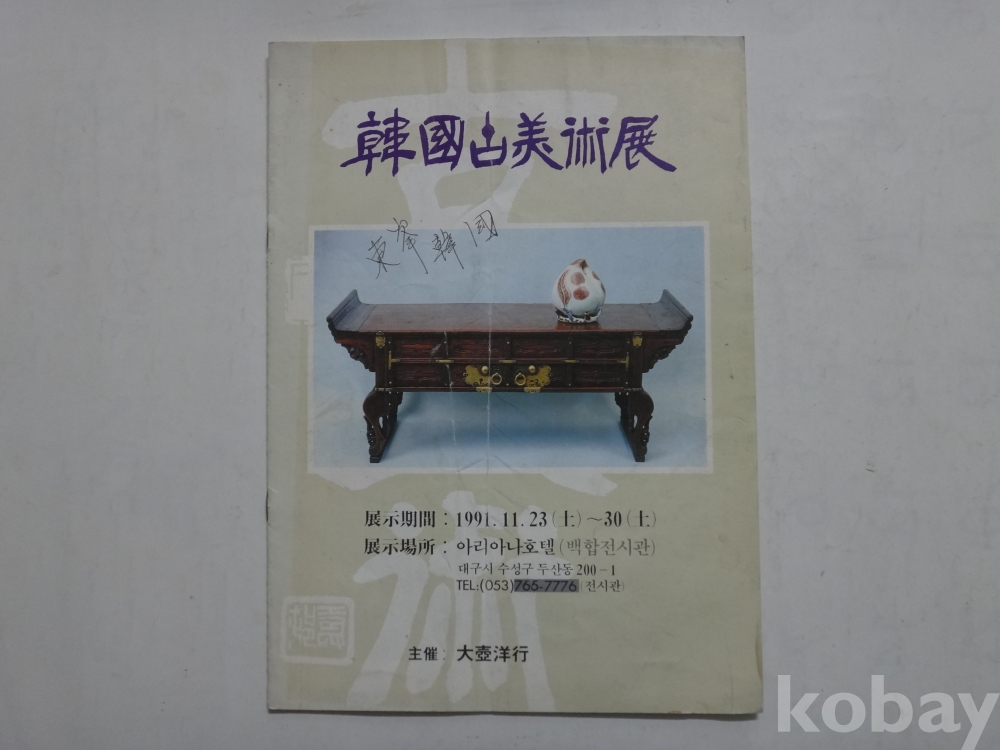 韓國古美術展
東峯韓國
展示期間 : 1991. 11. 23 (土) ~30 (土)
展示場所 : 아리아나호텔 (백합전시관)
대구시 수성구 두산동 200-1
TEL:(053)765-7776 (전시관)
主催 : 大壺洋行
kobay